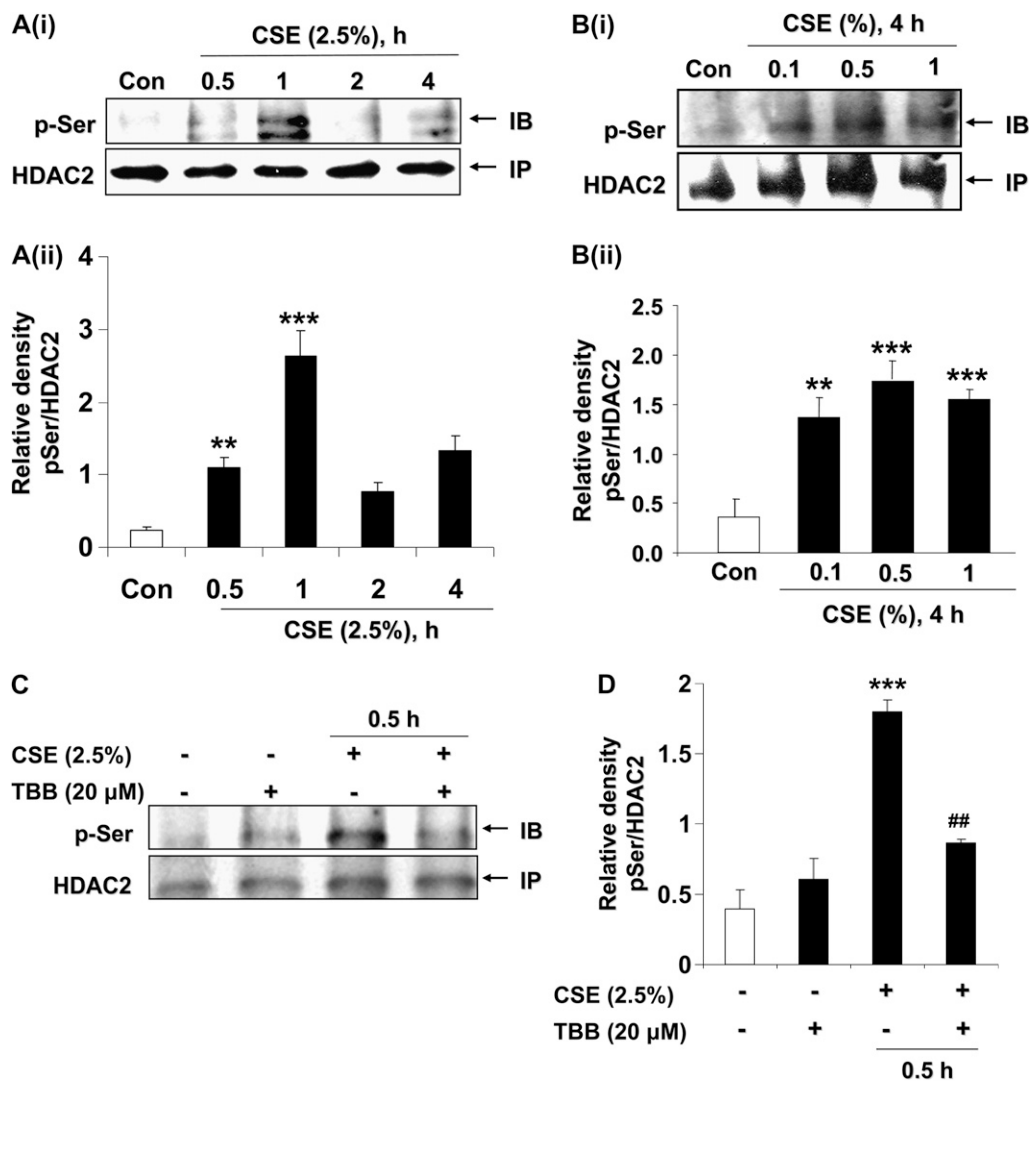 A(i)
CSE (2.5%), h
Con 0.5 1 2 4
p-Ser IB
HDAC2 IP
B(i)
CSE (%), 4 h
Con 0.1 0.5 1
p-Ser IB
HDAC2 IP
A(ii)
Relative density
pSer/HDAC2
4
3
2
1
0
** ***
Con 0.5 1 2 4
CSE (2.5%), h
B(ii)
Relative density
pSer/HDAC2
2.5
2.0
1.5
1.0
0.5
0.0
** *** ***
Con 0.1 0.5 1
CSE (%), 4 h
C
0.5 h
CSE (2.5%) - - + +
TBB (20 µM) - + - +
p-Ser IB
HDAC2 IP
D
Relative density
pSer/HDAC2
2
1.5
1
0.5
0
***
##
CSE (2.5%) - - + +
TBB (20 µM) - + - +
0.5 h